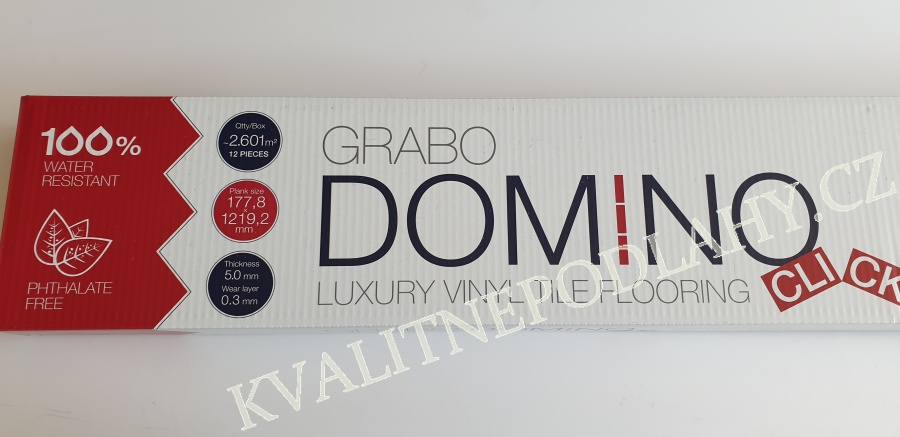 100%
WATER
RESISTANT
PHTHALATE
FREE
Qtty/Box
~2.601m²
12 PIECES
Plank size
177,8
x
1219,2
mm
Thickness
5.0 mm
Wear layer
0.3 mm
GRABO
DOMINO
LUXURY VINYL TILE FLOORING
CLICK
KVALITNEPODLAHY.CZ